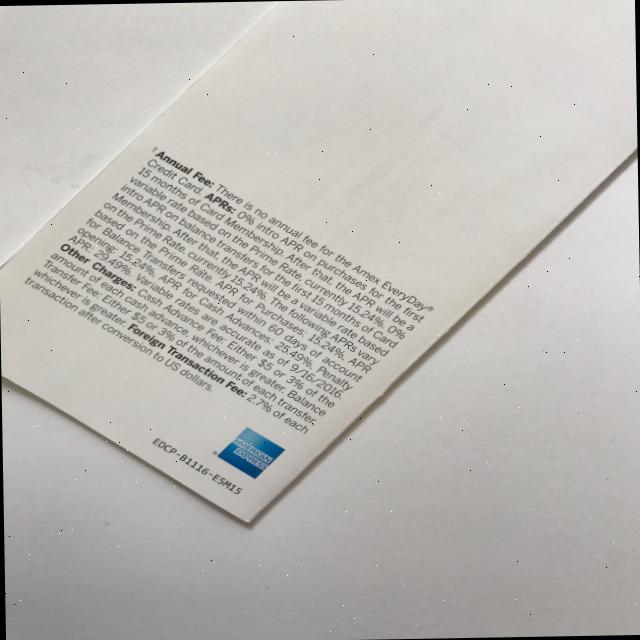 †Annual Fee: There is no annual fee for the Amex EveryDay®
Credit Card. APRs: 0% intro APR on purchases for the first
15 months of Card Membership. After that, the APR will be a
variable rate based on the Prime Rate, currently 15.24%. 0%
intro APR on balance transfers for the first 15 months of Card
Membership. After that, the APR will be a variable rate based
on the Prime Rate, currently 15.24%. The following APRs vary
based on the Prime Rate: APR for Purchases: 15.24%. APR
for Balance Transfers requested within 60 days of account
opening: 15.24%. APR for Cash Advances: 25.49%. Penalty
APR: 29.49%. Variable rates are accurate as of 9/16/2016.
Other Charges: Cash Advance Fee: Either $5 or 3% of the
amount of each cash advance, whichever is greater. Balance
Transfer Fee: Either $5 or 3% of the amount of each transfer,
whichever is greater. Foreign Transaction Fee: 2.7% of each
transaction after conversion to US dollars.
AMERICAN
EXPRESS
®
EDCP-B1116-E5M15